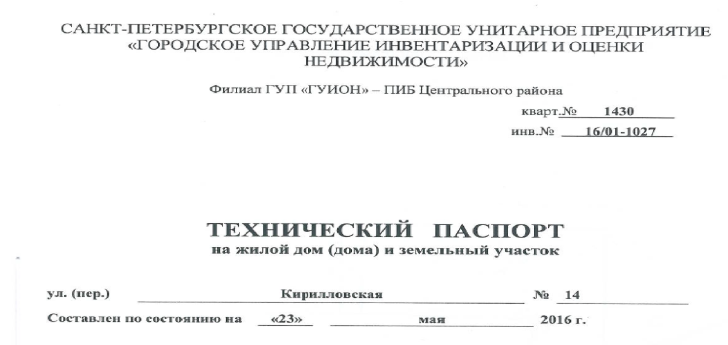 САНКТ-ПЕТЕРБУРГСКОЕ ГОСУДАРСТВЕННОЕ УНИТАРНОЕ ПРЕДПРИЯТИЕ
«ГОРОДСКОЕ УПРАВЛЕНИЕ ИНВЕНТАРИЗАЦИИ И ОЦЕНКИ
НЕДВИЖИМОСТИ»
Филиал ГУП «ГУИОН» – ПИБ Центрального района
кварт.№ 1430
инв.№ 16/01-1027
ТЕХНИЧЕСКИЙ ПАСПОРТ
на жилой дом (дома) и земельный участок
ул. (пер.) Кирилловская № 14
Составлен по состоянию на «23» мая 2016 г.